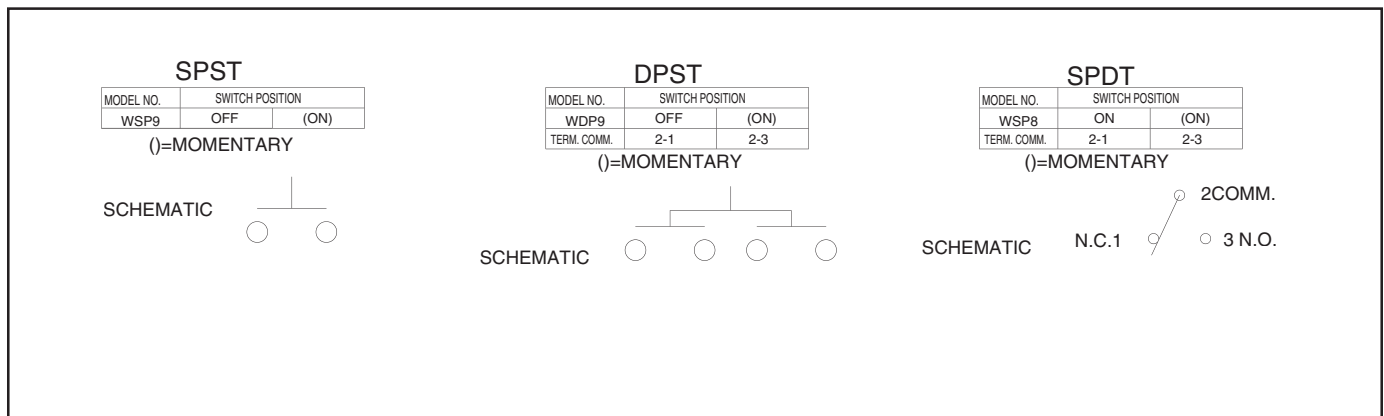 SPST
MODEL NO. SWITCH POSITION
WSP9 OFF (ON)
()=MOMENTARY
SCHEMATIC
DPST
MODEL NO. SWITCH POSITION
WDP9 OFF (ON)
TERM. COMM. 2-1 2-3
()=MOMENTARY
SCHEMATIC
SPDT
MODEL NO. SWITCH POSITION
WSP8 ON (ON)
TERM. COMM. 2-1 2-3
()=MOMENTARY
2COMM.
SCHEMATIC N.C.1 3 N.O.